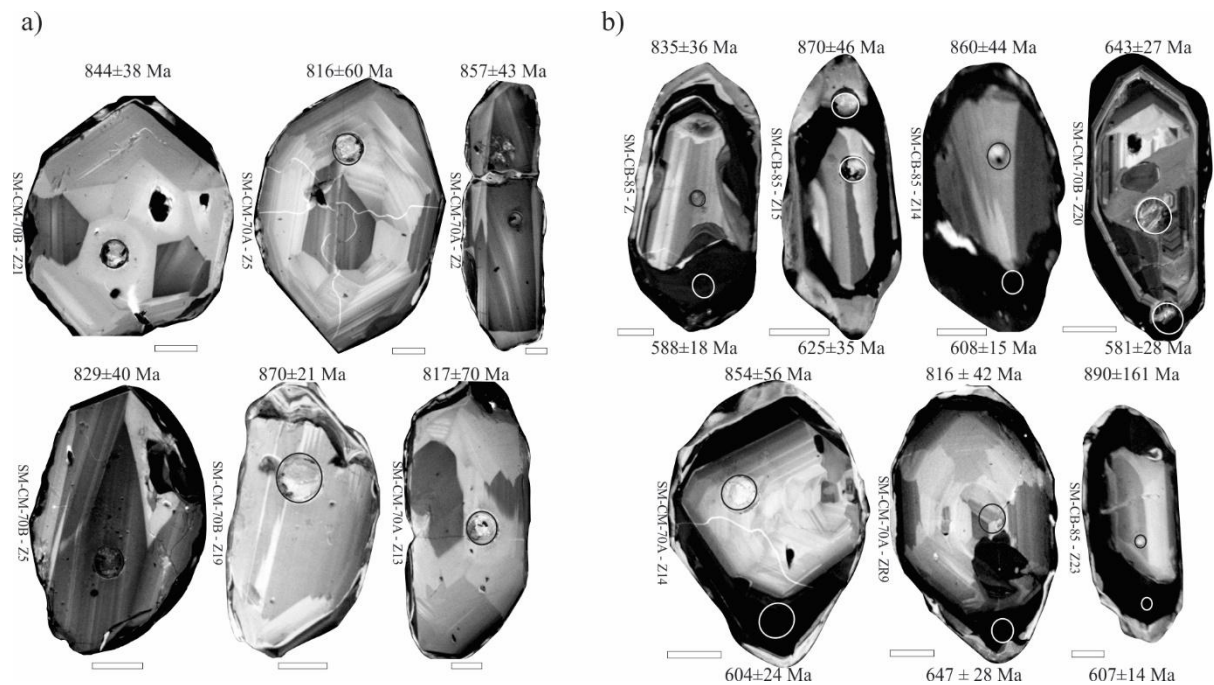 a)
844±38 Ma
816±60 Ma
857±43 Ma
SM-CM-70B - Z21
SM-CM-70A - Z5
SM-CM-70A - Z2
829±40 Ma
870±21 Ma
817±70 Ma
SM-CM-70B - Z5
SM-CM-70B - Z19
SM-CM-70A - Z13
b)
835±36 Ma
870±46 Ma
860±44 Ma
643±27 Ma
SM-CB-85 - Z
SM-CB-85 - Z15
SM-CB-85 - Z14
SM-CM-70B - Z20
588±18 Ma
625±35 Ma
608±15 Ma
581±28 Ma
854±56 Ma
816 ± 42 Ma
890±161 Ma
SM-CM-70A - Z14
SM-CM-70A - ZR9
SM-CB-85 - Z23
604±24 Ma
647 ± 28 Ma
607±14 Ma